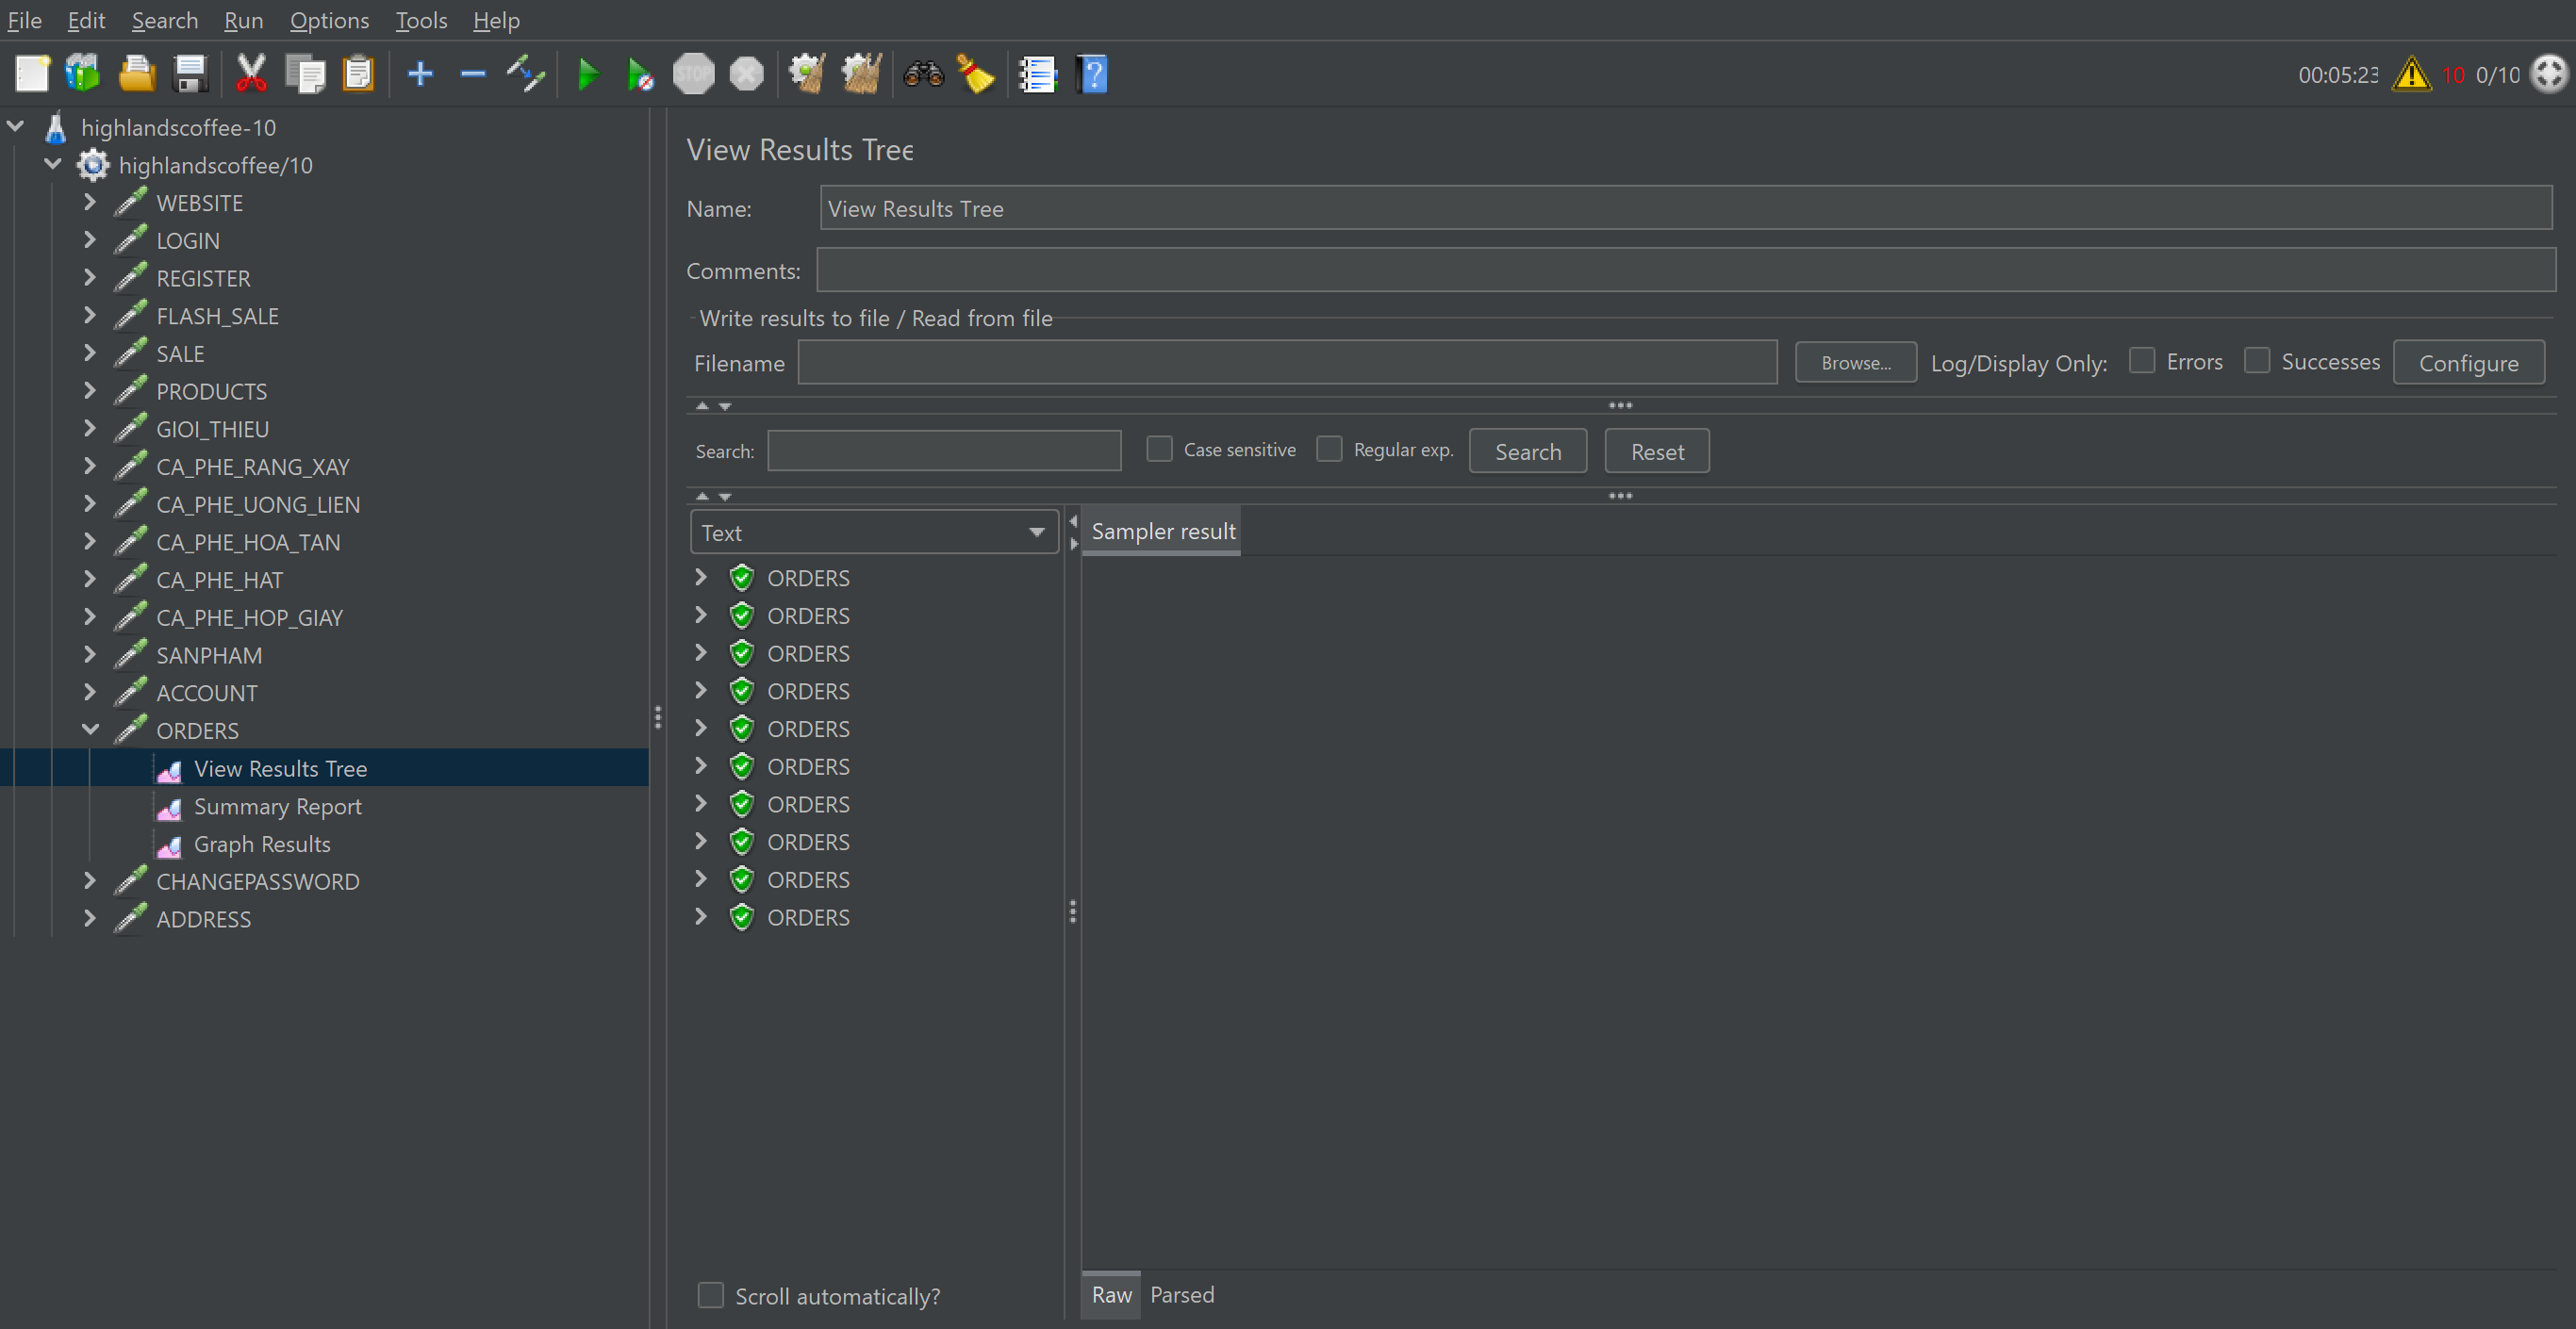 File Edit Search Run Options Tools Help
STOP
00:05:23 10 0/10
highlandscoffee-10
highlandscoffee/10
WEBSITE
LOGIN
REGISTER
FLASH_SALE
SALE
PRODUCTS
GIOI_THIEU
CA_PHE_RANG_XAY
CA_PHE_UONG_LIEN
CA_PHE_HOA_TAN
CA_PHE_HAT
CA_PHE_HOP_GIAY
SANPHAM
ACCOUNT
ORDERS
View Results Tree
Summary Report
Graph Results
CHANGEPASSWORD
ADDRESS
View Results Tree
Name: View Results Tree
Comments:
Write results to file / Read from file
Filename Browse... Log/Display Only: Errors Successes Configure
Search: Case sensitive Regular exp. Search Reset
Text
Sampler result
ORDERS
ORDERS
ORDERS
ORDERS
ORDERS
ORDERS
ORDERS
ORDERS
ORDERS
ORDERS
Scroll automatically?
Raw Parsed